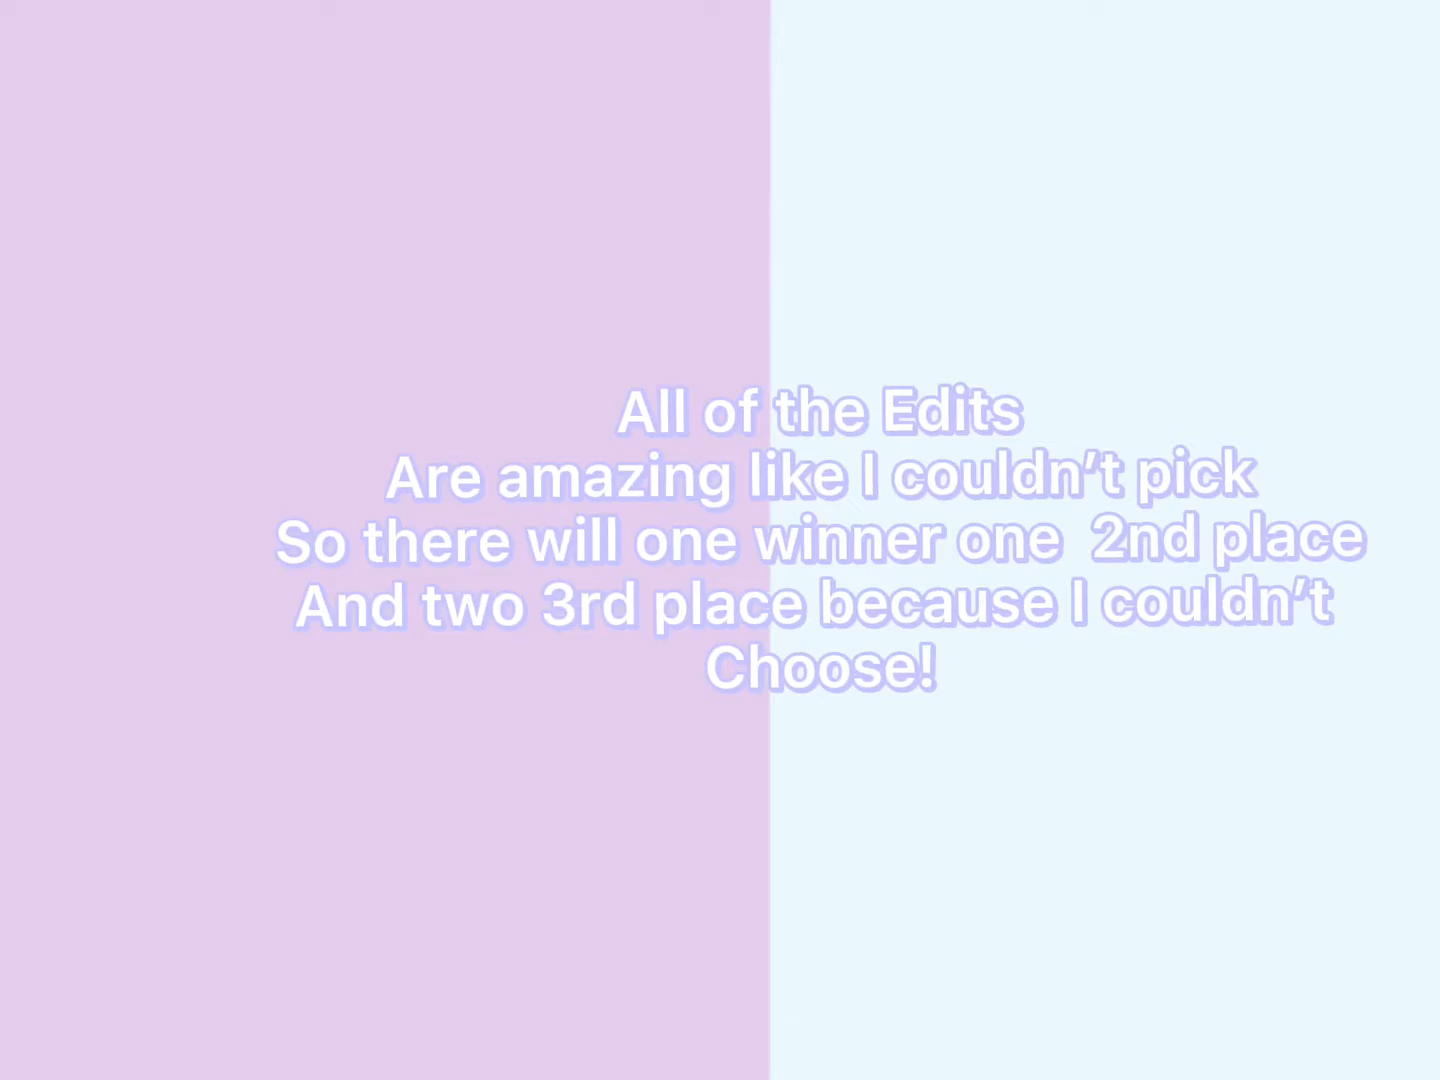 All of the Edits
Are amazing like I couldn’t pick
So there will one winner one  2nd place
And two 3rd place because I couldn’t
Choose!